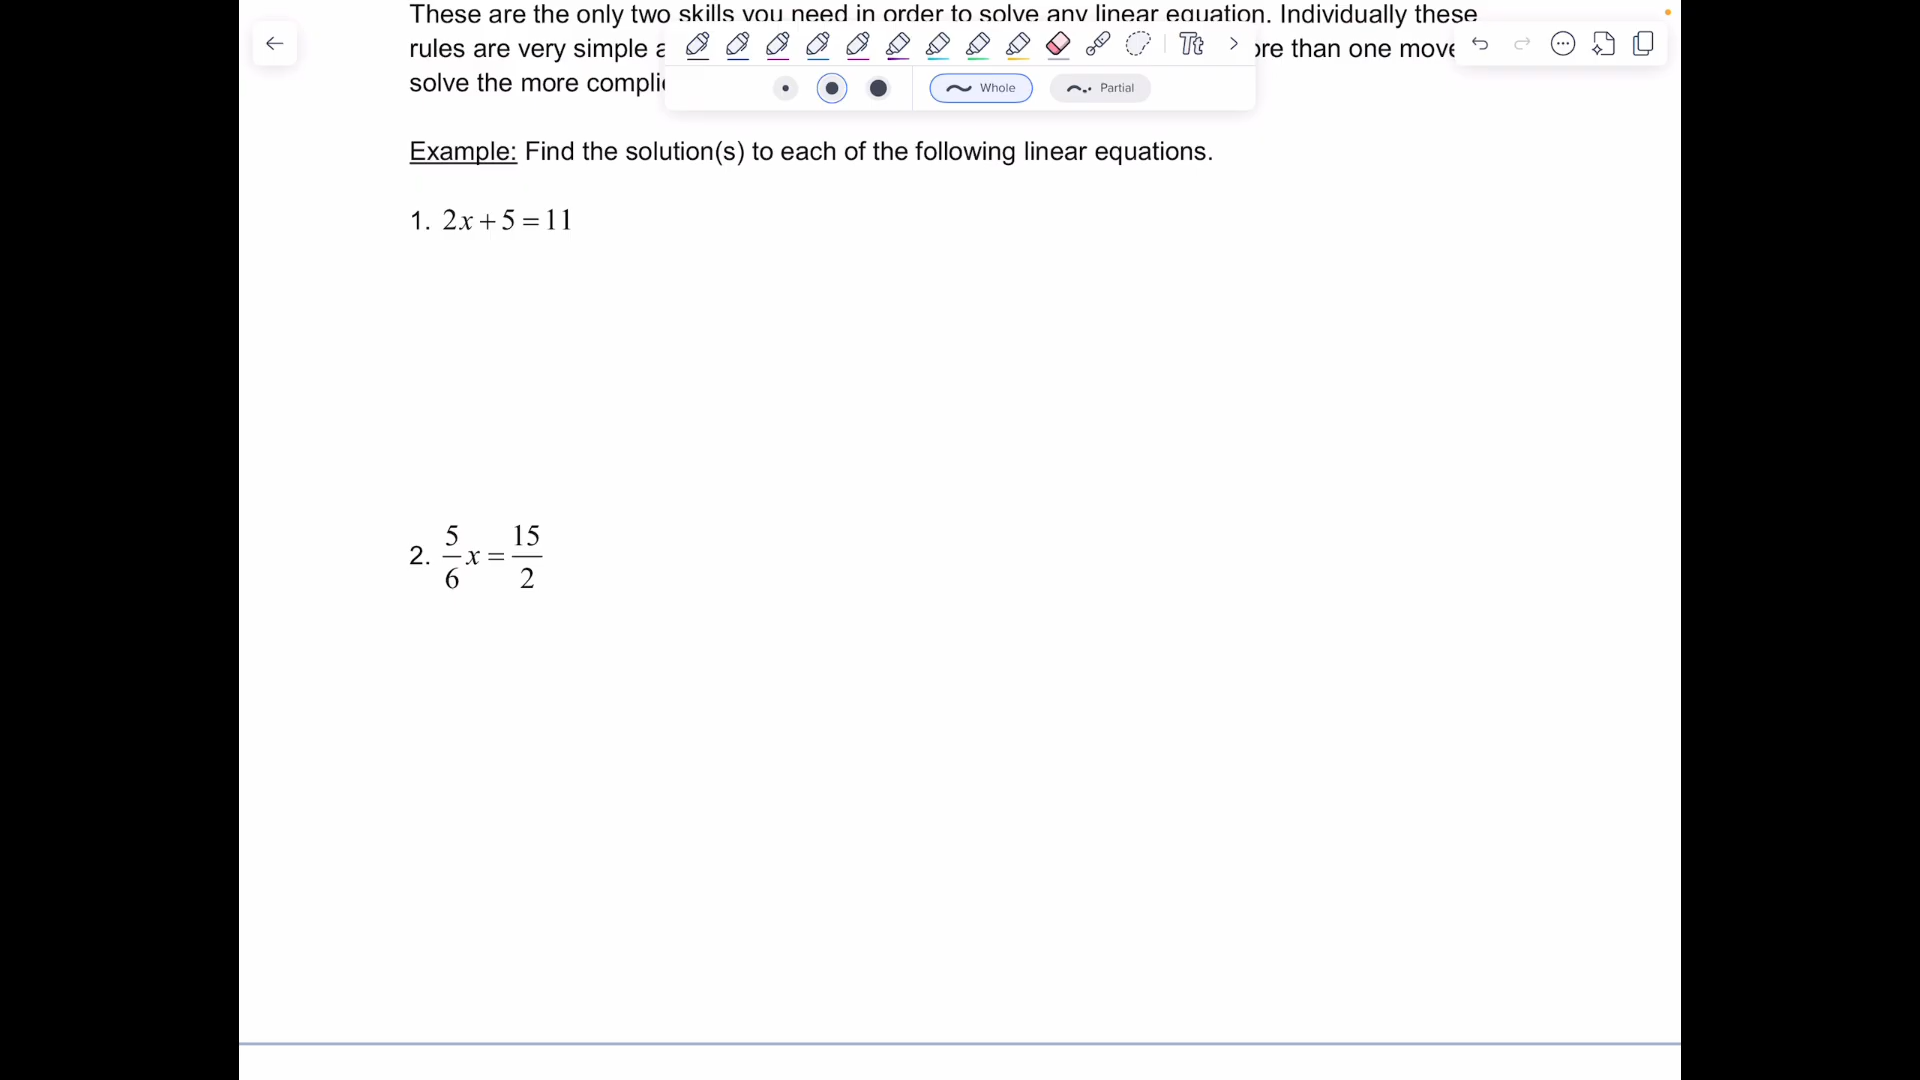 These are the only two skills you need in order to solve any linear equation. Individually these
rules are very simple ore than one move
solve the more compli
Tt
Whole Partial
Example: Find the solution(s) to each of the following linear equations.
1. 2x + 5 = 11
2. 5/6 x = 15/2